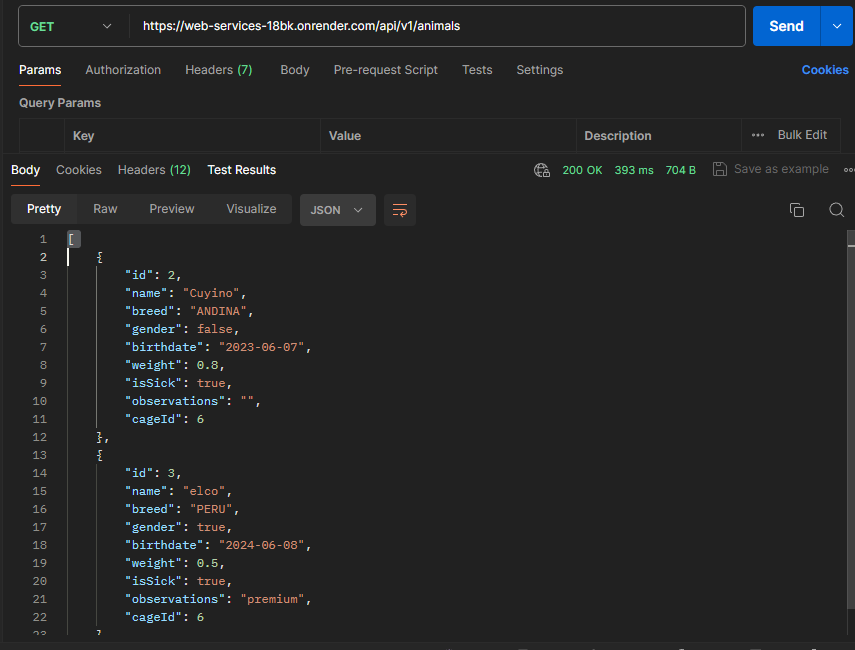 GET https://web-services-18bk.onrender.com/api/v1/animals Send
Params Authorization Headers (7) Body Pre-request Script Tests Settings Cookies
Query Params
Key Value Description ••• Bulk Edit
Body Cookies Headers (12) Test Results 200 OK 393 ms 704 B Save as example •••
Pretty Raw Preview Visualize JSON
1 [
2 {
3 "id": 2,
4 "name": "Cuyino",
5 "breed": "ANDINA",
6 "gender": false,
7 "birthdate": "2023-06-07",
8 "weight": 0.8,
9 "isSick": true,
10 "observations": "",
11 "cageId": 6
12 },
13 {
14 "id": 3,
15 "name": "elco",
16 "breed": "PERU",
17 "gender": true,
18 "birthdate": "2024-06-08",
19 "weight": 0.5,
20 "isSick": true,
21 "observations": "premium",
22 "cageId": 6
23 }